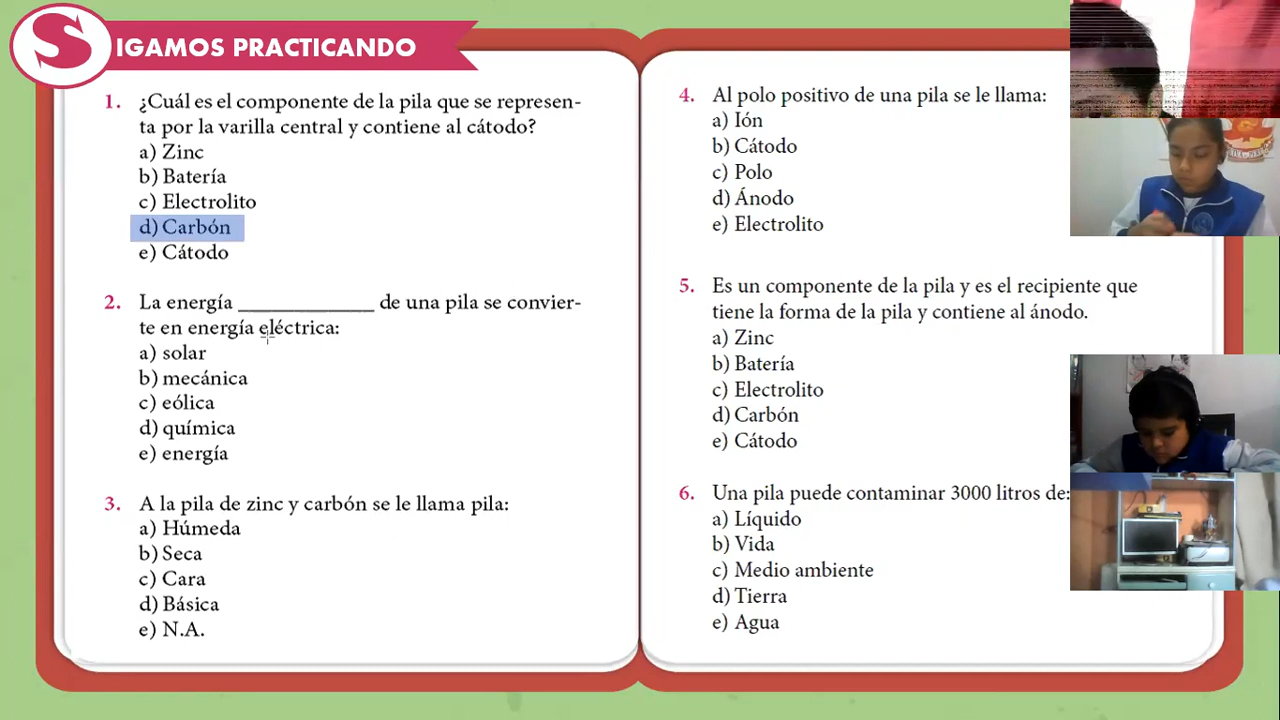 SIGAMOS PRACTICANDO
1. ¿Cuál es el componente de la pila que se represen-
ta por la varilla central y contiene al cátodo?
a) Zinc
b) Batería
c) Electrolito
d) Carbón
e) Cátodo
2. La energía ______________ de una pila se convier-
te en energía eléctrica:
a) solar
b) mecánica
c) eólica
d) química
e) energía
3. A la pila de zinc y carbón se le llama pila:
a) Húmeda
b) Seca
c) Cara
d) Básica
e) N.A.
4. Al polo positivo de una pila se le llama:
a) Ión
b) Cátodo
c) Polo
d) Ánodo
e) Electrolito
5. Es un componente de la pila y es el recipiente que
tiene la forma de la pila y contiene al ánodo.
a) Zinc
b) Batería
c) Electrolito
d) Carbón
e) Cátodo
6. Una pila puede contaminar 3000 litros de:
a) Líquido
b) Vida
c) Medio ambiente
d) Tierra
e) Agua